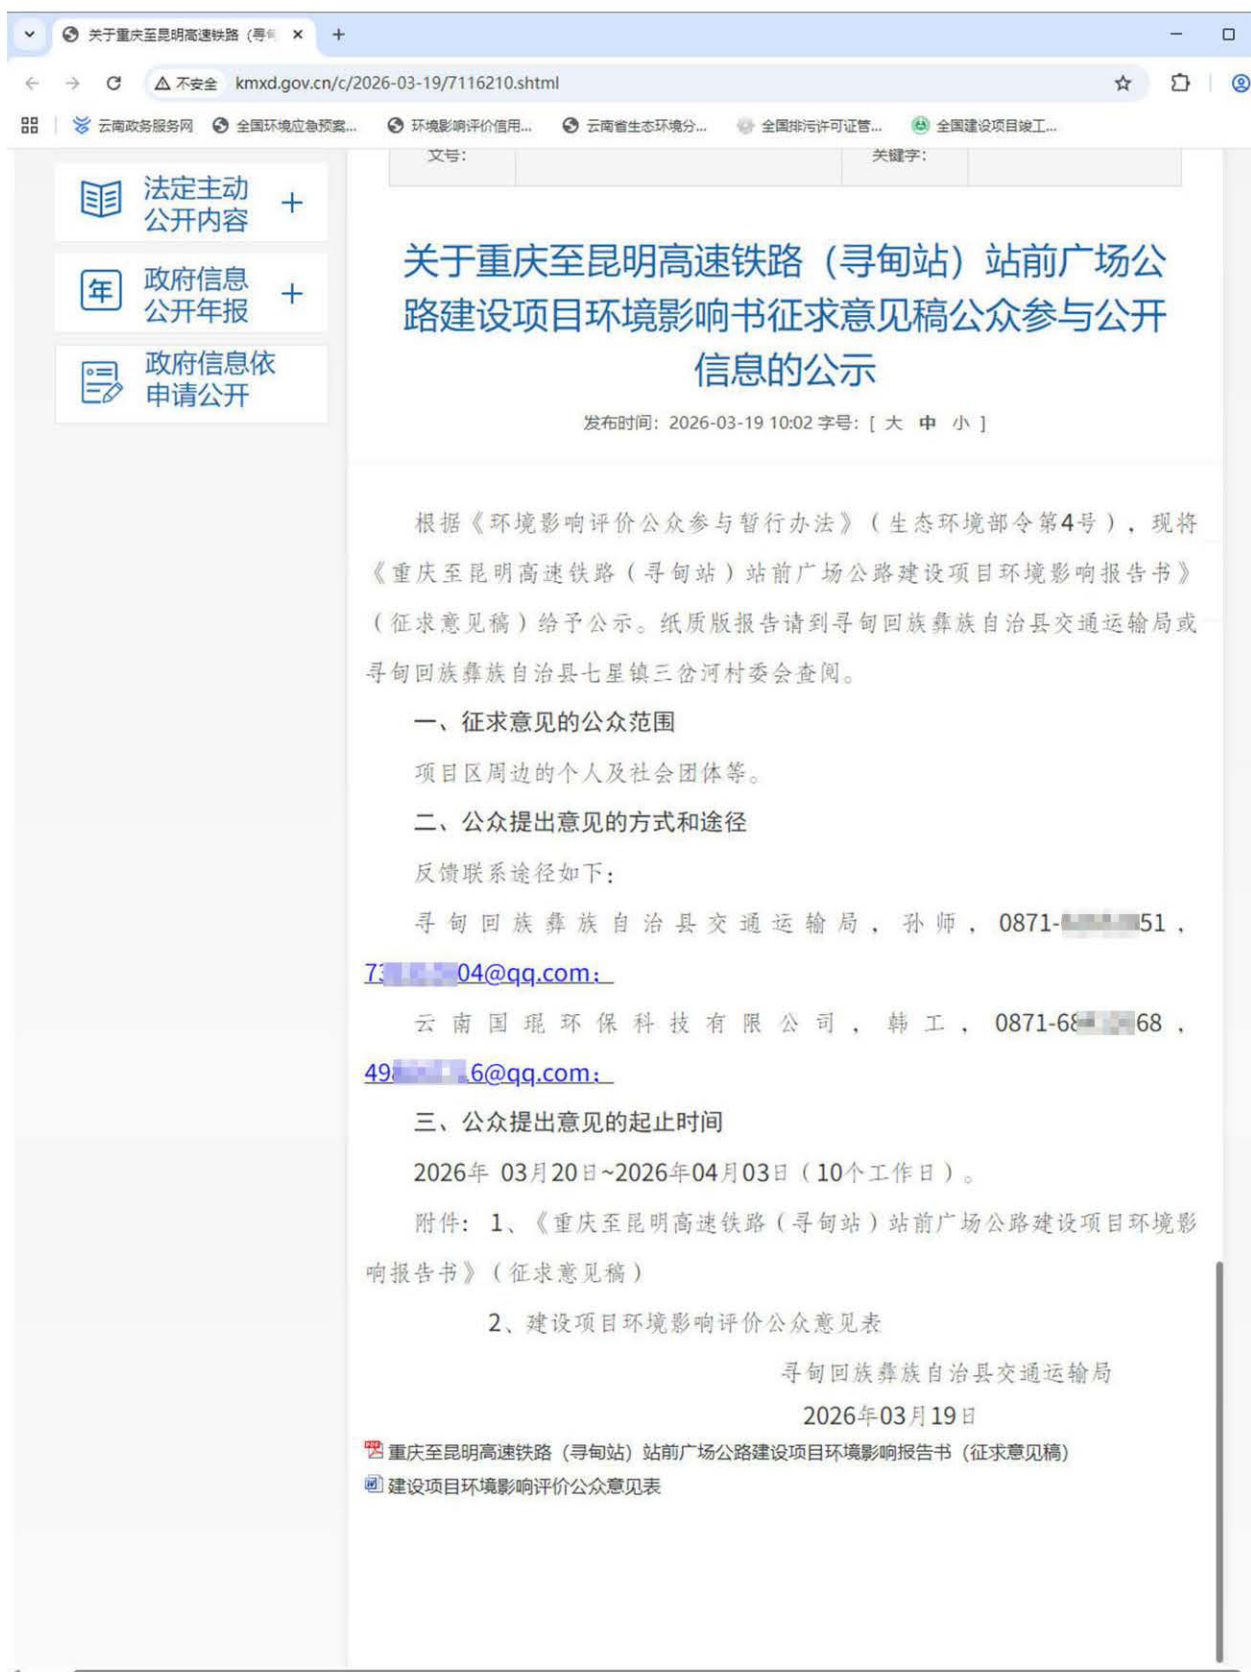 关于重庆至昆明高速铁路（寻
不安全 kmxd.gov.cn/c/2026-03-19/7116210.shtml
云南政务服务网 全国环境应急预案... 环境影响评价信用... 云南省生态环境分... 全国排污许可证管... 全国建设项目竣工...
文号： 关键字：
法定主动
公开内容
政府信息
公开年报
政府信息依
申请公开
关于重庆至昆明高速铁路（寻甸站）站前广场公
路建设项目环境影响书征求意见稿公众参与公开
信息的公示
发布时间：2026-03-19 10:02 字号：[ 大 中 小 ]
根据《环境影响评价公众参与暂行办法》（生态环境部令第4号），现将
《重庆至昆明高速铁路（寻甸站）站前广场公路建设项目环境影响报告书》
（征求意见稿）给予公示。纸质版报告请到寻甸回族彝族自治县交通运输局或
寻甸回族彝族自治县七星镇三岔河村委会查阅。
一、征求意见的公众范围
项目区周边的个人及社会团体等。
二、公众提出意见的方式和途径
反馈联系途径如下：
寻甸回族彝族自治县交通运输局，孙师，0871- 51，
73 04@qq.com；
云南国琨环保科技有限公司，韩工，0871-68 68，
49 6@qq.com；
三、公众提出意见的起止时间
2026年 03月20日~2026年04月03日（10个工作日）。
附件：1、《重庆至昆明高速铁路（寻甸站）站前广场公路建设项目环境影
响报告书》（征求意见稿）
2、建设项目环境影响评价公众意见表
寻甸回族彝族自治县交通运输局
2026年03月19日
重庆至昆明高速铁路（寻甸站）站前广场公路建设项目环境影响报告书（征求意见稿）
建设项目环境影响评价公众意见表